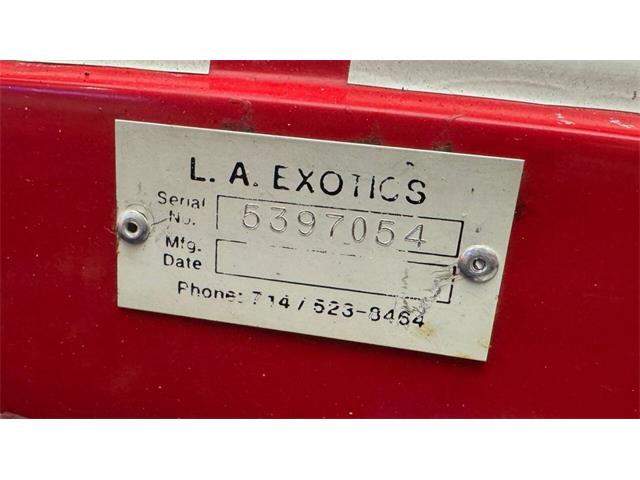 L. A. EXOTICS
Serial No. 5397054
Mfg. Date
Phone: 714 / 523-8464